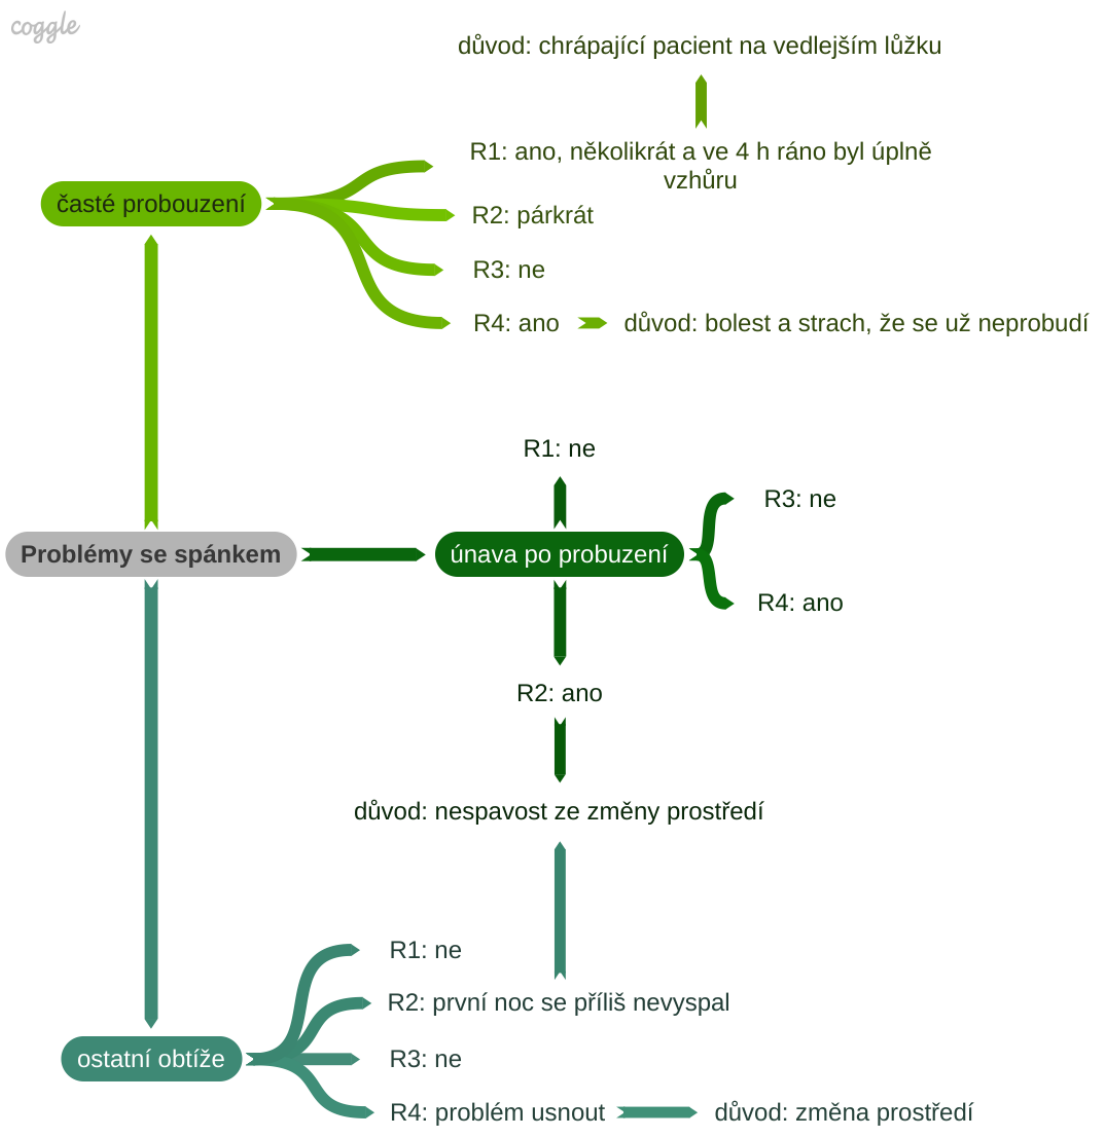 coggle
důvod: chrápající pacient na vedlejším lůžku
R1: ano, několikrát a ve 4 h ráno byl úplně
vzhůru
časté probouzení
R2: párkrát
R3: ne
R4: ano
důvod: bolest a strach, že se už neprobudí
R1: ne
R3: ne
Problémy se spánkem
únava po probuzení
R4: ano
R2: ano
důvod: nespavost ze změny prostředí
R1: ne
R2: první noc se příliš nevyspal
ostatní obtíže
R3: ne
R4: problém usnout
důvod: změna prostředí